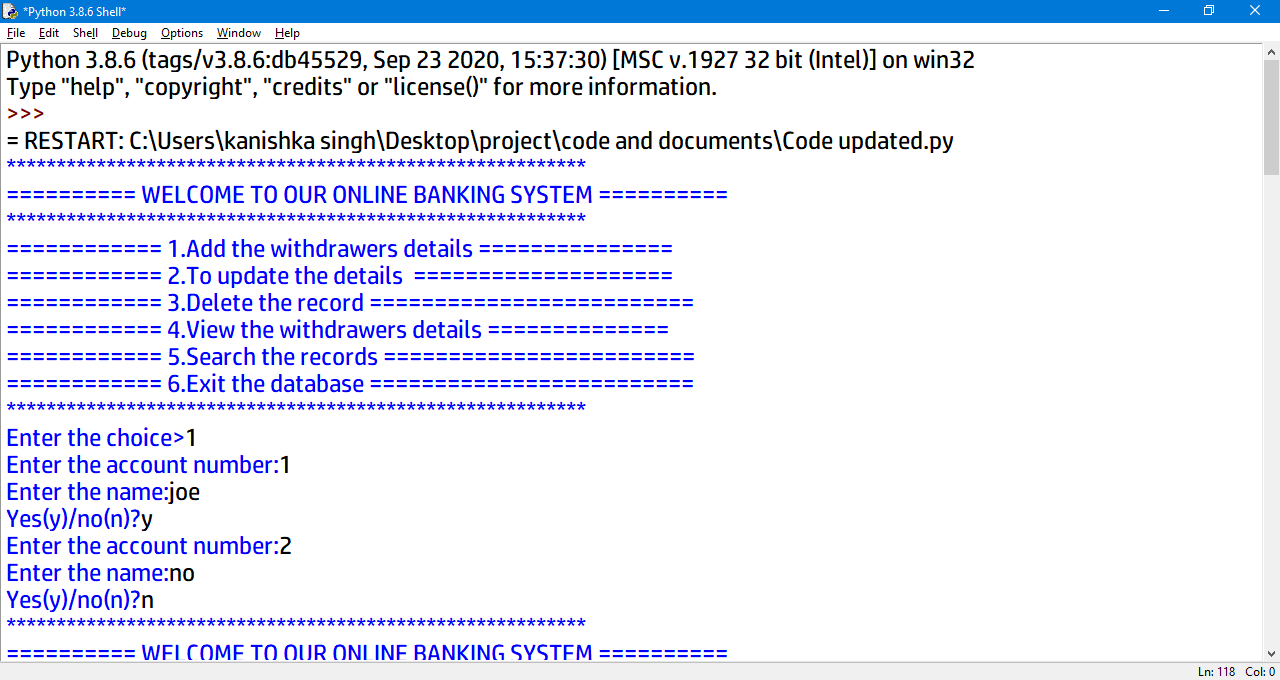 *Python 3.8.6 Shell*
File Edit Shell Debug Options Window Help
Python 3.8.6 (tags/v3.8.6:db45529, Sep 23 2020, 15:37:30) [MSC v.1927 32 bit (Intel)] on win32
Type "help", "copyright", "credits" or "license()" for more information.
>>>
= RESTART: C:\Users\kanishka singh\Desktop\project\code and documents\Code updated.py
**********************************************************
========== WELCOME TO OUR ONLINE BANKING SYSTEM ==========
**********************************************************
============ 1.Add the withdrawers details ===============
============ 2.To update the details  ====================
============ 3.Delete the record =========================
============ 4.View the withdrawers details ==============
============ 5.Search the records ========================
============ 6.Exit the database =========================
**********************************************************
Enter the choice>1
Enter the account number:1
Enter the name:joe
Yes(y)/no(n)?y
Enter the account number:2
Enter the name:no
Yes(y)/no(n)?n
**********************************************************
========== WELCOME TO OUR ONLINE BANKING SYSTEM ==========
Ln: 118 Col: 0